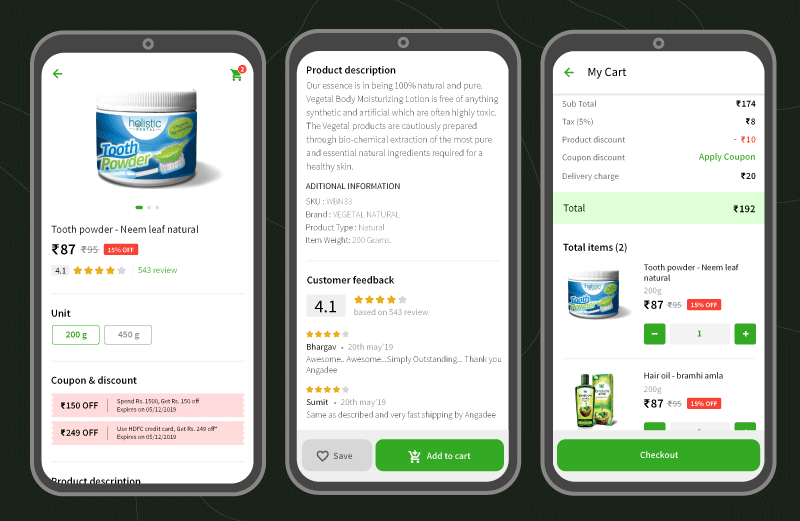 2
holistic
DENTAL
Tooth
Powder
Tooth powder - Neem leaf natural
₹87 ₹95 15% OFF
4.1 543 review
Unit
200 g 450 g
Coupon & discount
₹150 OFF
Spend Rs. 1500, Get Rs. 150 off
Expires on 05/12/2019
₹249 OFF
Use HDFC credit card, Get Rs. 249 off*
Expires on 05/12/2019
Product description
Product description
Our essence is in being 100% natural and pure.
Vegetal Body Moisturizing Lotion is free of anything
synthetic and artificial which are often highly toxic.
The Vegetal products are cautiously prepared
through bio-chemical extraction of the most pure
and essential natural ingredients required for a
healthy skin.
ADITIONAL INFORMATION
SKU : WBN33
Brand : VEGETAL NATURAL
Product Type : Natural
Item Weight: 200 Grams.
Customer feedback
4.1
based on 543 review
Bhargav • 20th may'19
Awesome.. Awesome...Simply Outstanding... Thank you
Angadee
Sumit • 20th may'19
Same as described and very fast shipping by Angadee
Save Add to cart
My Cart
Sub Total ₹174
Tax (5%) ₹8
Product discount - ₹10
Coupon discount Apply Coupon
Delivery charge ₹20
Total ₹192
Total items (2)
holistic
Tooth
Powder
Tooth powder - Neem leaf
natural
200g
₹87 ₹95 15% OFF
- 1 +
Hair oil - bramhi amla
200g
₹87 ₹95 15% OFF
Checkout